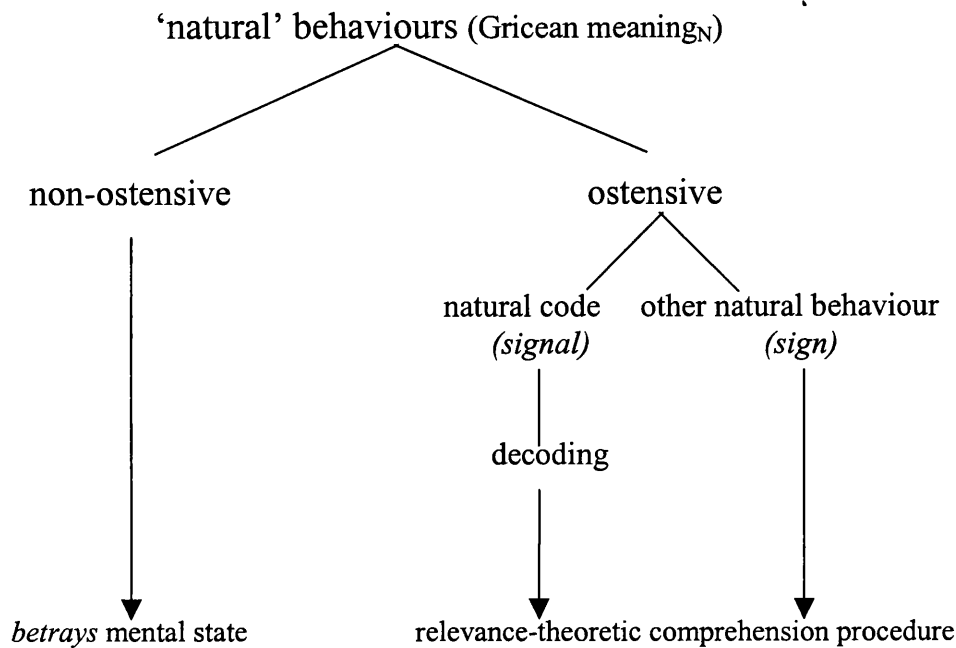 ‘natural’ behaviours (Gricean meaningN)
non-ostensive ostensive
natural code other natural behaviour
(signal) (sign)
decoding
betrays mental state relevance-theoretic comprehension procedure